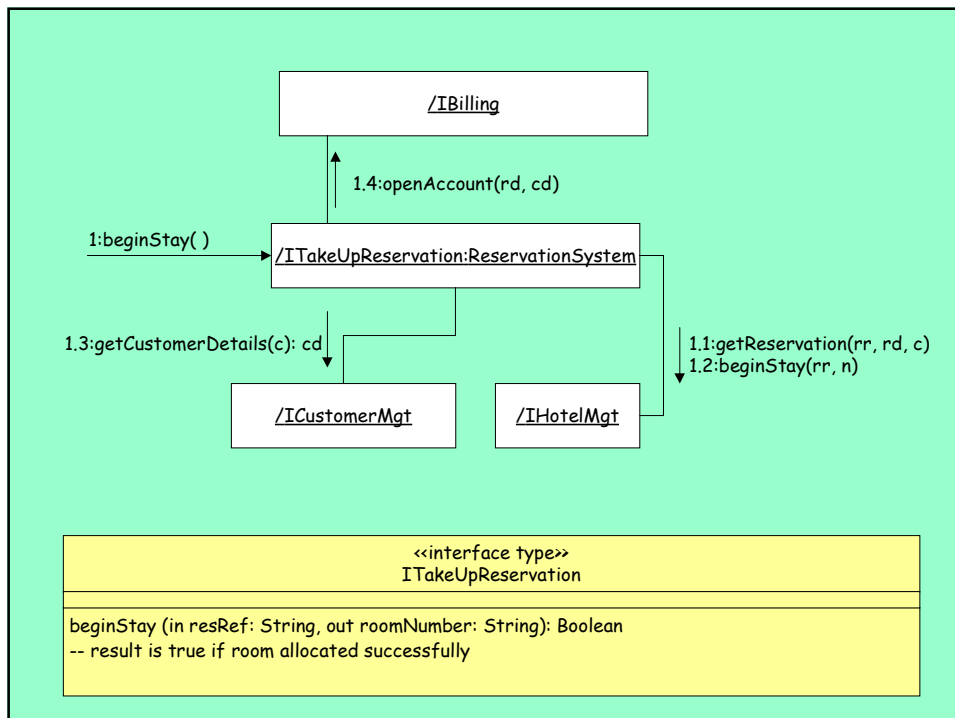 /IBilling
1.4:openAccount(rd, cd)
1:beginStay( )
/ITakeUpReservation:ReservationSystem
1.3:getCustomerDetails(c): cd
1.1:getReservation(rr, rd, c)
1.2:beginStay(rr, n)
/ICustomerMgt
/IHotelMgt
«interface type»
ITakeUpReservation
beginStay (in resRef: String, out roomNumber: String): Boolean
-- result is true if room allocated successfully